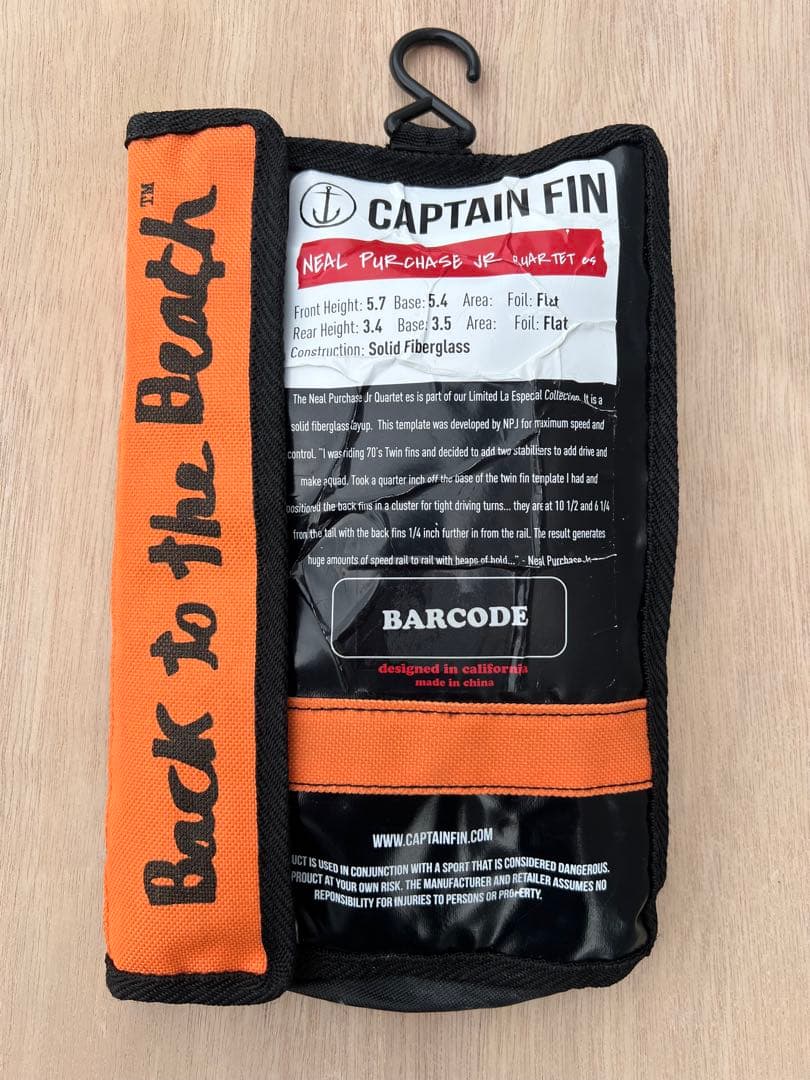 Back to the Beach™
CAPTAIN FIN
NEAL PURCHASE JR QUARTET es
Front Height: 5.7 Base: 5.4 Area: Foil: Flat
Rear Height: 3.4 Base: 3.5 Area: Foil: Flat
Construction: Solid Fiberglass
The Neal Purchase Jr Quartet es is part of our Limited La Especal Collection. It is a
solid fiberglass layup. This template was developed by NPJ for maximum speed and
control. "I was riding 70's Twin fins and decided to add two stabilisers to add drive and
make a quad. Took a quarter inch off the base of the twin fin template I had and
positioned the back fins in a cluster for tight driving turns... they are at 10 1/2 and 6 1/4
from the tail with the back fins 1/4 inch further in from the rail. The result generates
huge amounts of speed rail to rail with heaps of hold..." - Neal Purchase Jr
BARCODE
designed in california
made in china
WWW.CAPTAINFIN.COM
UCT IS USED IN CONJUNCTION WITH A SPORT THAT IS CONSIDERED DANGEROUS.
PRODUCT AT YOUR OWN RISK. THE MANUFACTURER AND RETAILER ASSUMES NO
REPONSIBILITY FOR INJURIES TO PERSONS OR PROPERTY.